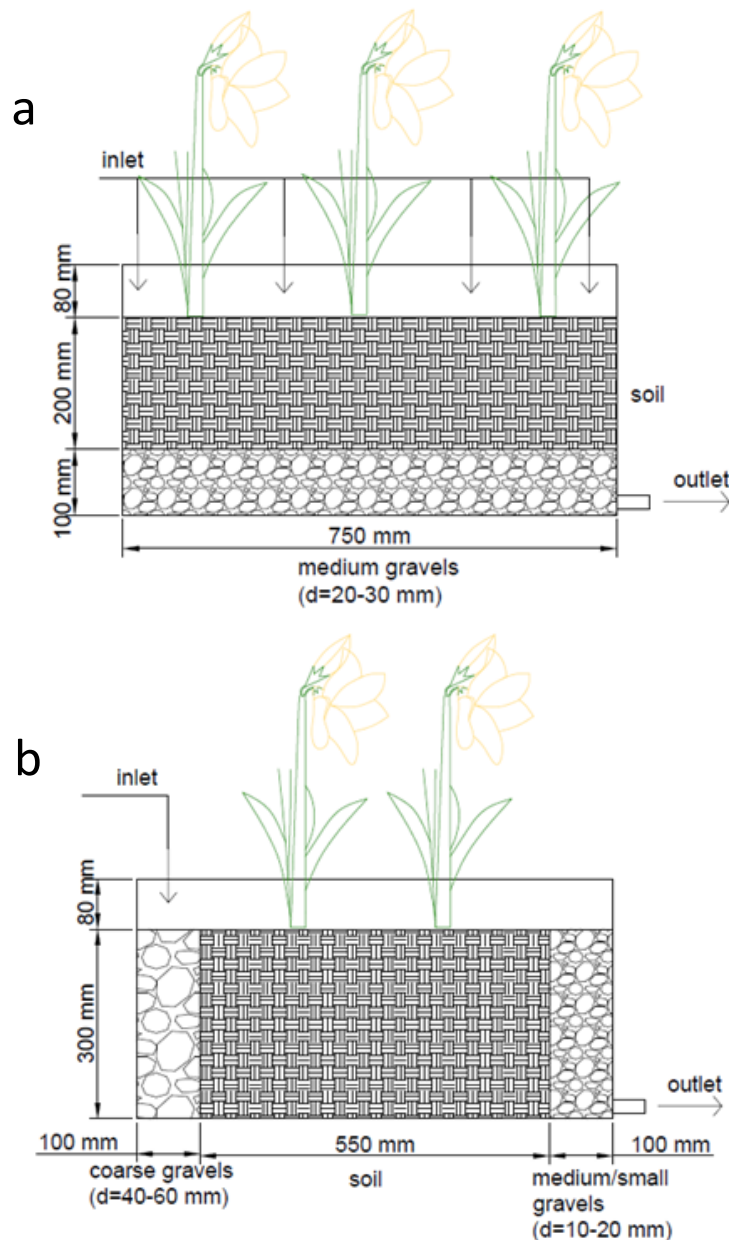 a
inlet
80 mm
200 mm
soil
100 mm
outlet
750 mm
medium gravels
(d=20-30 mm)
b
inlet
80 mm
300 mm
outlet
100 mm
550 mm
100 mm
coarse gravels
(d=40-60 mm)
soil
medium/small
gravels
(d=10-20 mm)